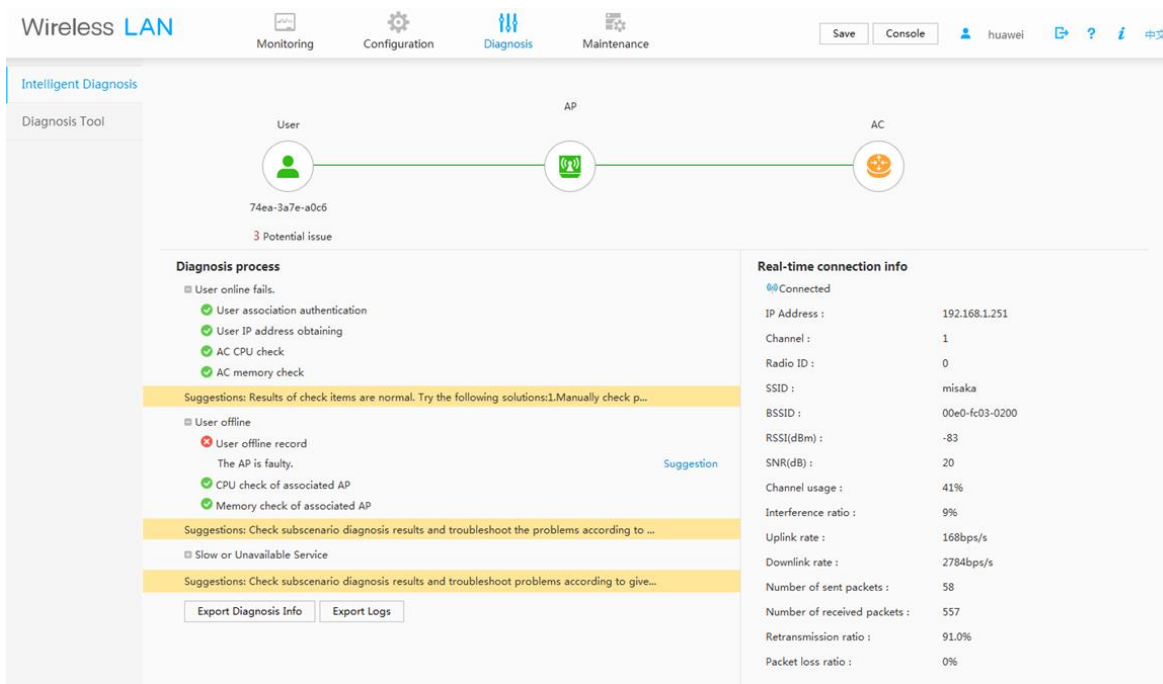 Wireless LAN
Monitoring
Configuration
Diagnosis
Maintenance
Save
Console
huawei
?
i
中文
Intelligent Diagnosis
Diagnosis Tool
User
AP
AC
74ea-3a7e-a0c6
3 Potential issue
Diagnosis process
User online fails.
User association authentication
User IP address obtaining
AC CPU check
AC memory check
Suggestions: Results of check items are normal. Try the following solutions:1.Manually check p...
User offline
User offline record
The AP is faulty. Suggestion
CPU check of associated AP
Memory check of associated AP
Suggestions: Check subscenario diagnosis results and troubleshoot the problems according to ...
Slow or Unavailable Service
Suggestions: Check subscenario diagnosis results and troubleshoot problems according to give...
Export Diagnosis Info
Export Logs
Real-time connection info
Connected
IP Address : 192.168.1.251
Channel : 1
Radio ID : 0
SSID : misaka
BSSID : 00e0-fc03-0200
RSSI(dBm) : -83
SNR(dB) : 20
Channel usage : 41%
Interference ratio : 9%
Uplink rate : 168bps/s
Downlink rate : 2784bps/s
Number of sent packets : 58
Number of received packets : 557
Retransmission ratio : 91.0%
Packet loss ratio : 0%